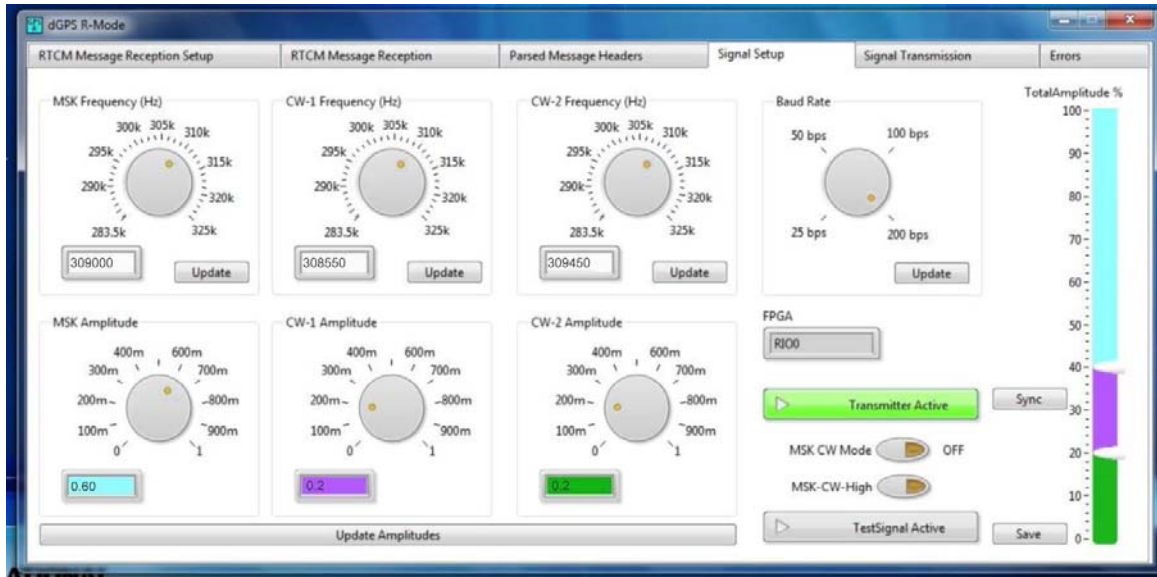 dGPS R-Mode
RTCM Message Reception Setup
RTCM Message Reception
Parsed Message Headers
Signal Setup
Signal Transmission
Errors
MSK Frequency (Hz)
283.5k
290k
295k
300k
305k
310k
315k
320k
325k
309000
Update
CW-1 Frequency (Hz)
283.5k
290k
295k
300k
305k
310k
315k
320k
325k
308550
Update
CW-2 Frequency (Hz)
283.5k
290k
295k
300k
305k
310k
315k
320k
325k
309450
Update
Baud Rate
25 bps
50 bps
100 bps
200 bps
Update
TotalAmplitude %
100
90
80
70
60
50
40
30
20
10
0
MSK Amplitude
0
100m
200m
300m
400m
600m
700m
800m
900m
1
0.60
CW-1 Amplitude
0
100m
200m
300m
400m
600m
700m
800m
900m
1
0.2
CW-2 Amplitude
0
100m
200m
300m
400m
600m
700m
800m
900m
1
0.2
Update Amplitudes
FPGA
RIO0
Transmitter Active
Sync
MSK CW Mode
OFF
MSK-CW-High
TestSignal Active
Save